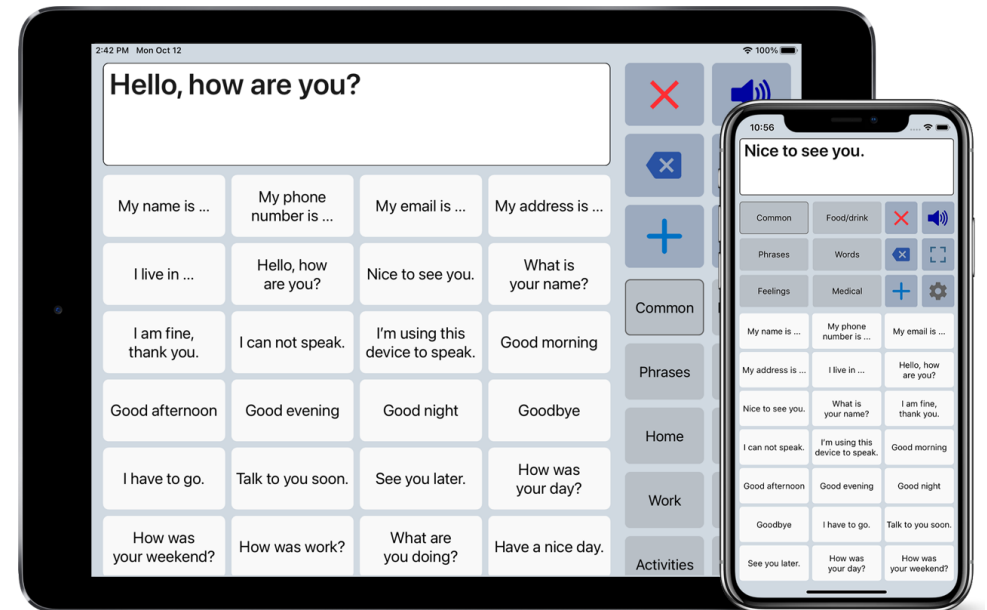 2:42 PM Mon Oct 12
100%
Hello, how are you?
My name is ...
My phone
number is ...
My email is ...
My address is ...
I live in ...
Hello, how
are you?
Nice to see you.
What is
your name?
I am fine,
thank you.
I can not speak.
I'm using this
device to speak.
Good morning
Good afternoon
Good evening
Good night
Goodbye
I have to go.
Talk to you soon.
See you later.
How was
your day?
How was
your weekend?
How was work?
What are
you doing?
Have a nice day.
Common
Phrases
Home
Work
Activities
10:56
Nice to see you.
Common
Food/drink
Phrases
Words
Feelings
Medical
My name is ...
My phone
number is ...
My email is ...
My address is ...
I live in ...
Hello, how
are you?
Nice to see you.
What is
your name?
I am fine,
thank you.
I can not speak.
I'm using this
device to speak.
Good morning
Good afternoon
Good evening
Good night
Goodbye
I have to go.
Talk to you soon.
See you later.
How was
your day?
How was
your weekend?